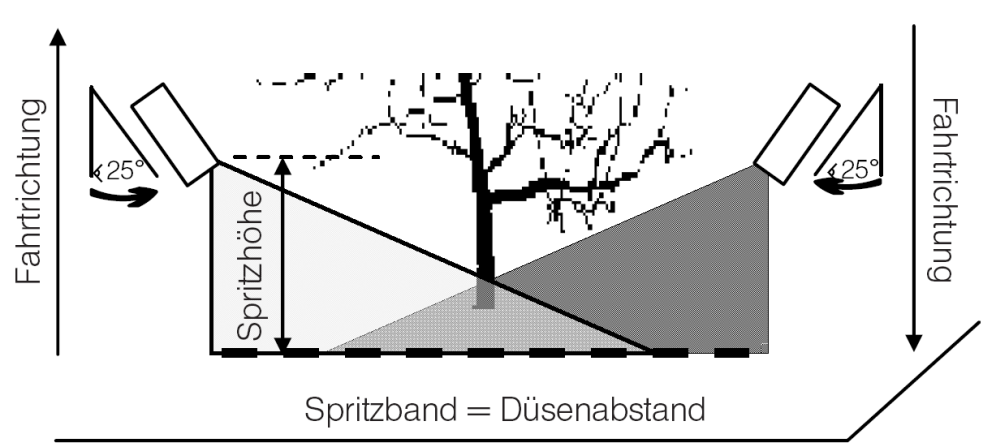 Fahrtrichtung
25°
Spritzhöhe
25°
Fahrtrichtung
Spritzband = Düsenabstand